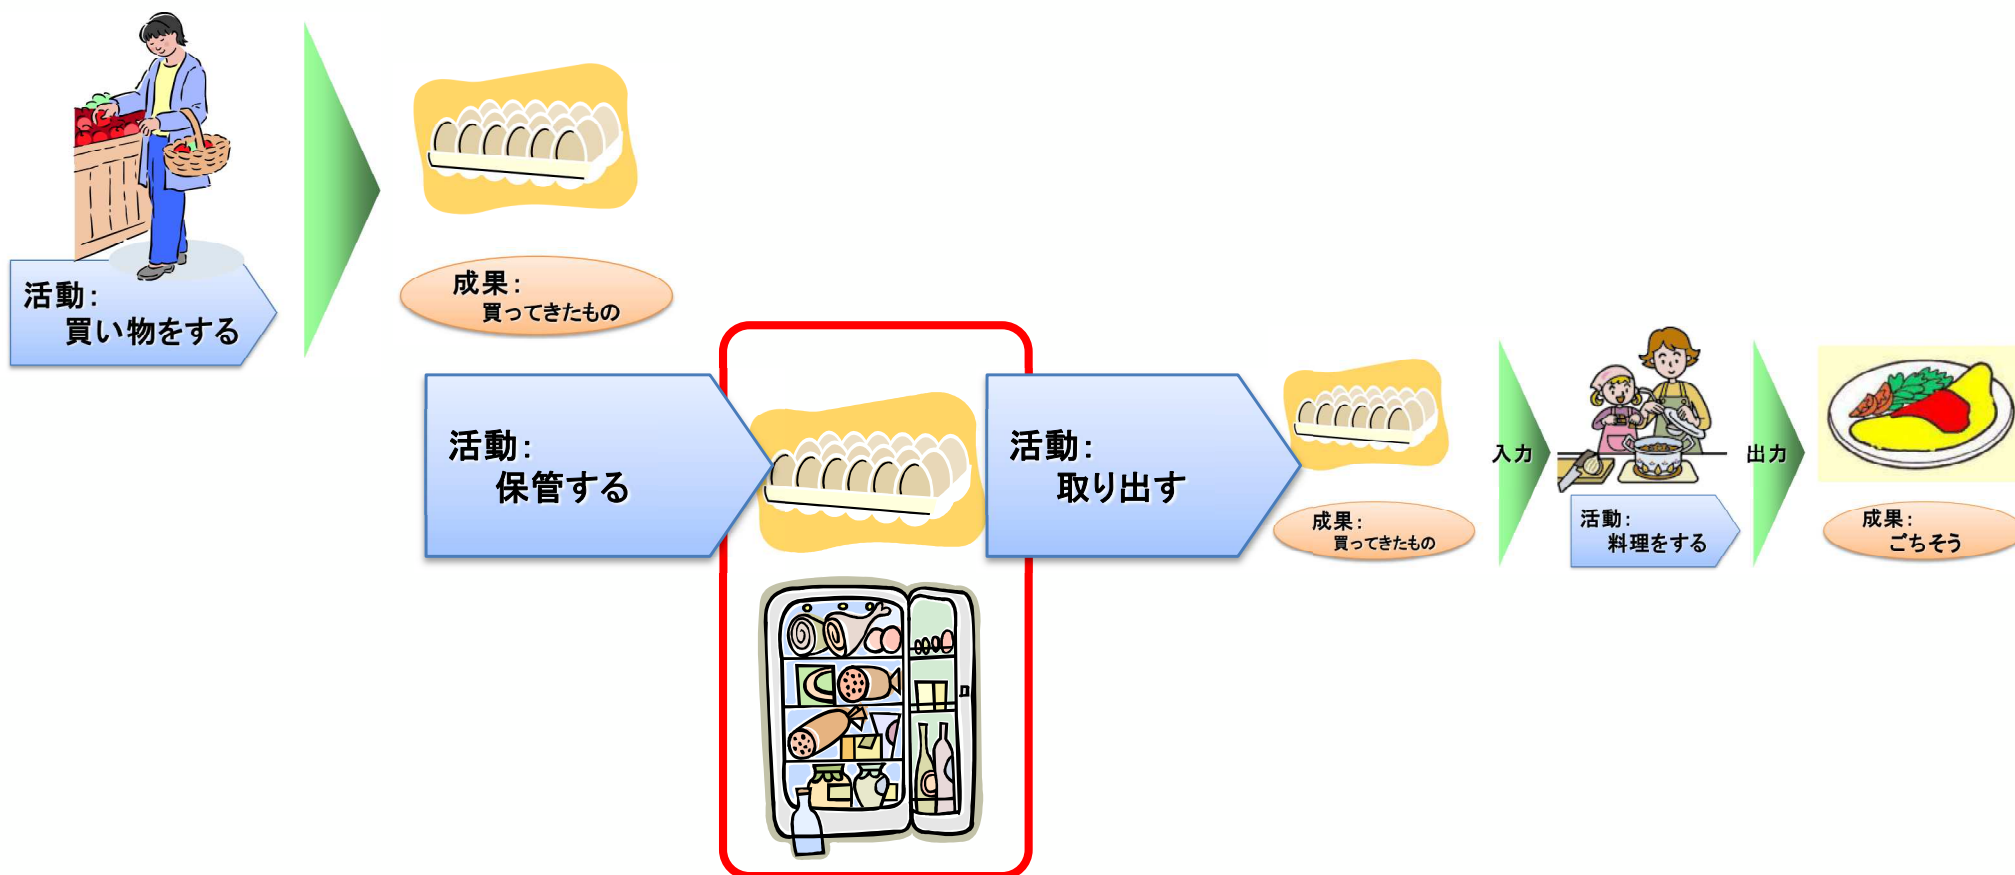 活動：
買い物をする
成果：
買ってきたもの
活動：
保管する
活動：
取り出す
成果：
買ってきたもの
入力
活動：
料理をする
出力
成果：
ごちそう